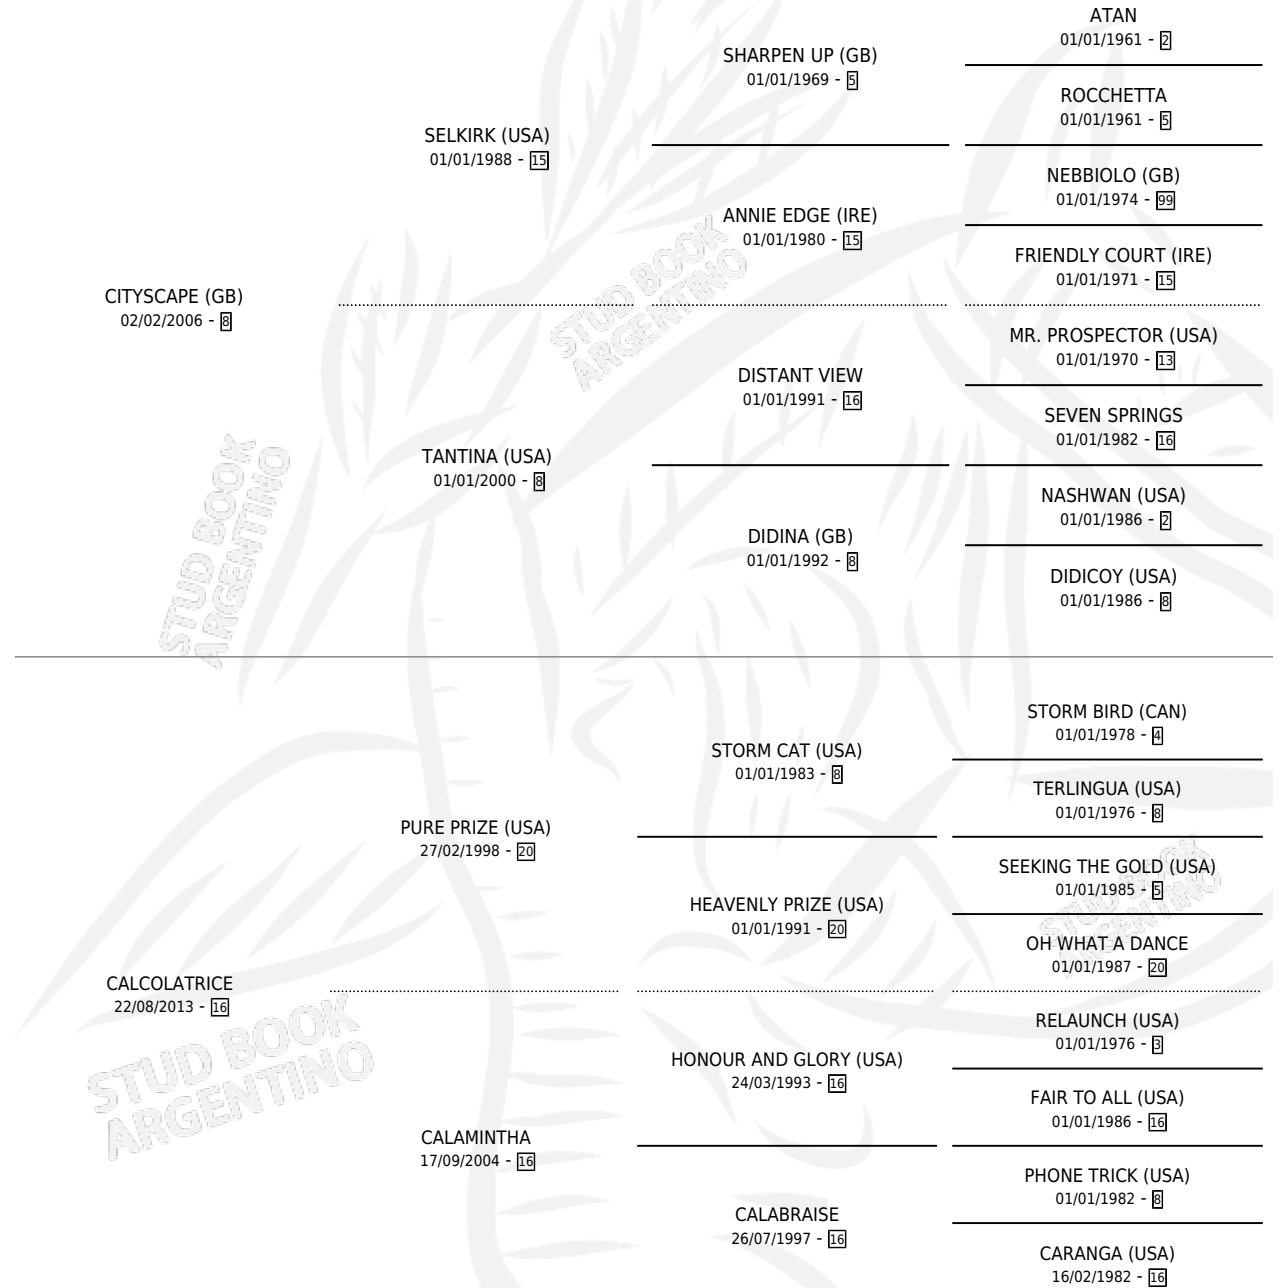 ATAN
01/01/1961 - 2
SHARPEN UP (GB)
01/01/1969 - 5
ROCCHETTA
01/01/1961 - 5
SELKIRK (USA)
01/01/1988 - 15
NEBBIOLO (GB)
01/01/1974 - 99
ANNIE EDGE (IRE)
01/01/1980 - 15
FRIENDLY COURT (IRE)
01/01/1971 - 15
CITYSCAPE (GB)
02/02/2006 - 8
MR. PROSPECTOR (USA)
01/01/1970 - 13
DISTANT VIEW
01/01/1991 - 16
SEVEN SPRINGS
01/01/1982 - 16
TANTINA (USA)
01/01/2000 - 8
NASHWAN (USA)
01/01/1986 - 2
DIDINA (GB)
01/01/1992 - 8
DIDICOY (USA)
01/01/1986 - 8
STORM BIRD (CAN)
01/01/1978 - 4
STORM CAT (USA)
01/01/1983 - 8
TERLINGUA (USA)
01/01/1976 - 8
PURE PRIZE (USA)
27/02/1998 - 20
SEEKING THE GOLD (USA)
01/01/1985 - 5
HEAVENLY PRIZE (USA)
01/01/1991 - 20
OH WHAT A DANCE
01/01/1987 - 20
CALCOLATRICE
22/08/2013 - 16
RELAUNCH (USA)
01/01/1976 - 3
HONOUR AND GLORY (USA)
24/03/1993 - 16
FAIR TO ALL (USA)
01/01/1986 - 16
CALAMINTHA
17/09/2004 - 16
PHONE TRICK (USA)
01/01/1982 - 8
CALABRAISE
26/07/1997 - 16
CARANGA (USA)
16/02/1982 - 16
STUD BOOK
ARGENTINO
STUD BOOK
ARGENTINO
STUD BOOK
ARGENTINO
STUD BOOK
ARGENTINO